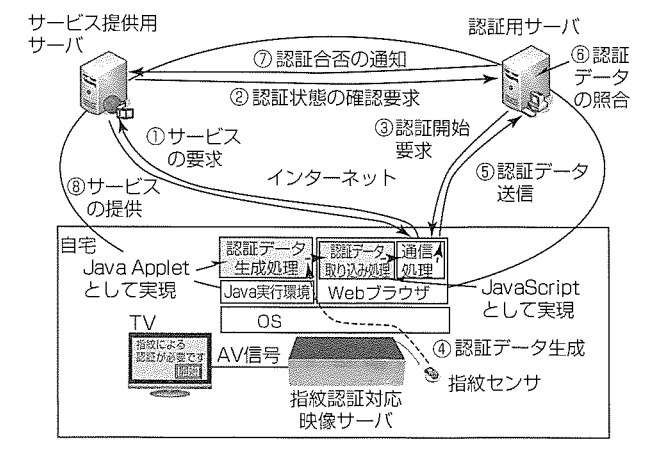 サービス提供用
サーバ
認証用サーバ
⑦認証合否の通知
⑥認証
データ
の照合
②認証状態の確認要求
③認証開始
要求
①サービス
の要求
インターネット
⑤認証データ
送信
⑧サービス
の提供
自宅
認証データ
生成処理
認証データ
取り込み処理
通信
処理
Java Applet
として実現
Java実行環境
Webブラウザ
JavaScript
として実現
OS
TV
④認証データ生成
指紋による
認証が必要です
AV信号
指紋センサ
指紋認証対応
映像サーバ